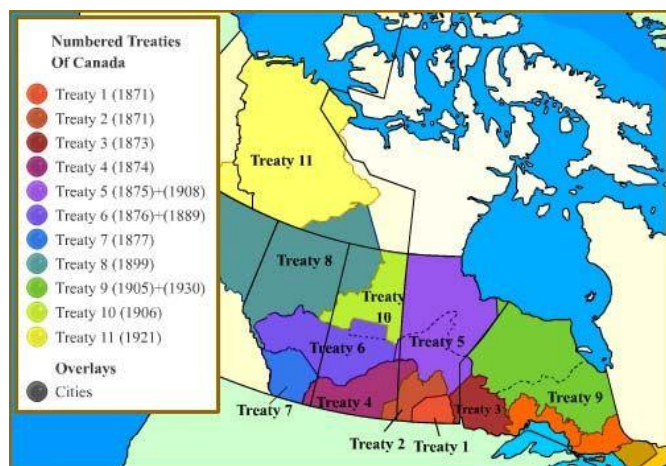 Numbered Treaties
Of Canada
Treaty 1 (1871)
Treaty 2 (1871)
Treaty 3 (1873)
Treaty 4 (1874)
Treaty 5 (1875)+(1908)
Treaty 6 (1876)+(1889)
Treaty 7 (1877)
Treaty 8 (1899)
Treaty 9 (1905)+(1930)
Treaty 10 (1906)
Treaty 11 (1921)
Overlays
Cities
Treaty 11
Treaty 8
Treaty
10
Treaty 5
Treaty 6
Treaty 9
Treaty 4
Treaty 3
Treaty 7
Treaty
2
Treaty
1